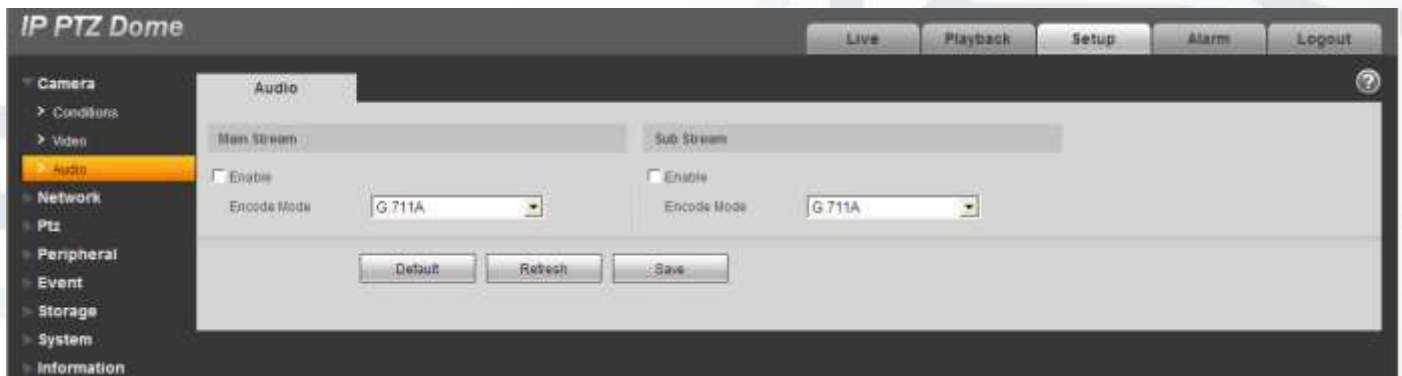 IP PTZ Dome
Live Playback Setup Alarm Logout
Camera
Conditions
Video
Audio
Network
Ptz
Peripheral
Event
Storage
System
Information
Audio
?
Main Stream
Enable
Encode Mode G.711A
Sub Stream
Enable
Encode Mode G.711A
Default Refresh Save